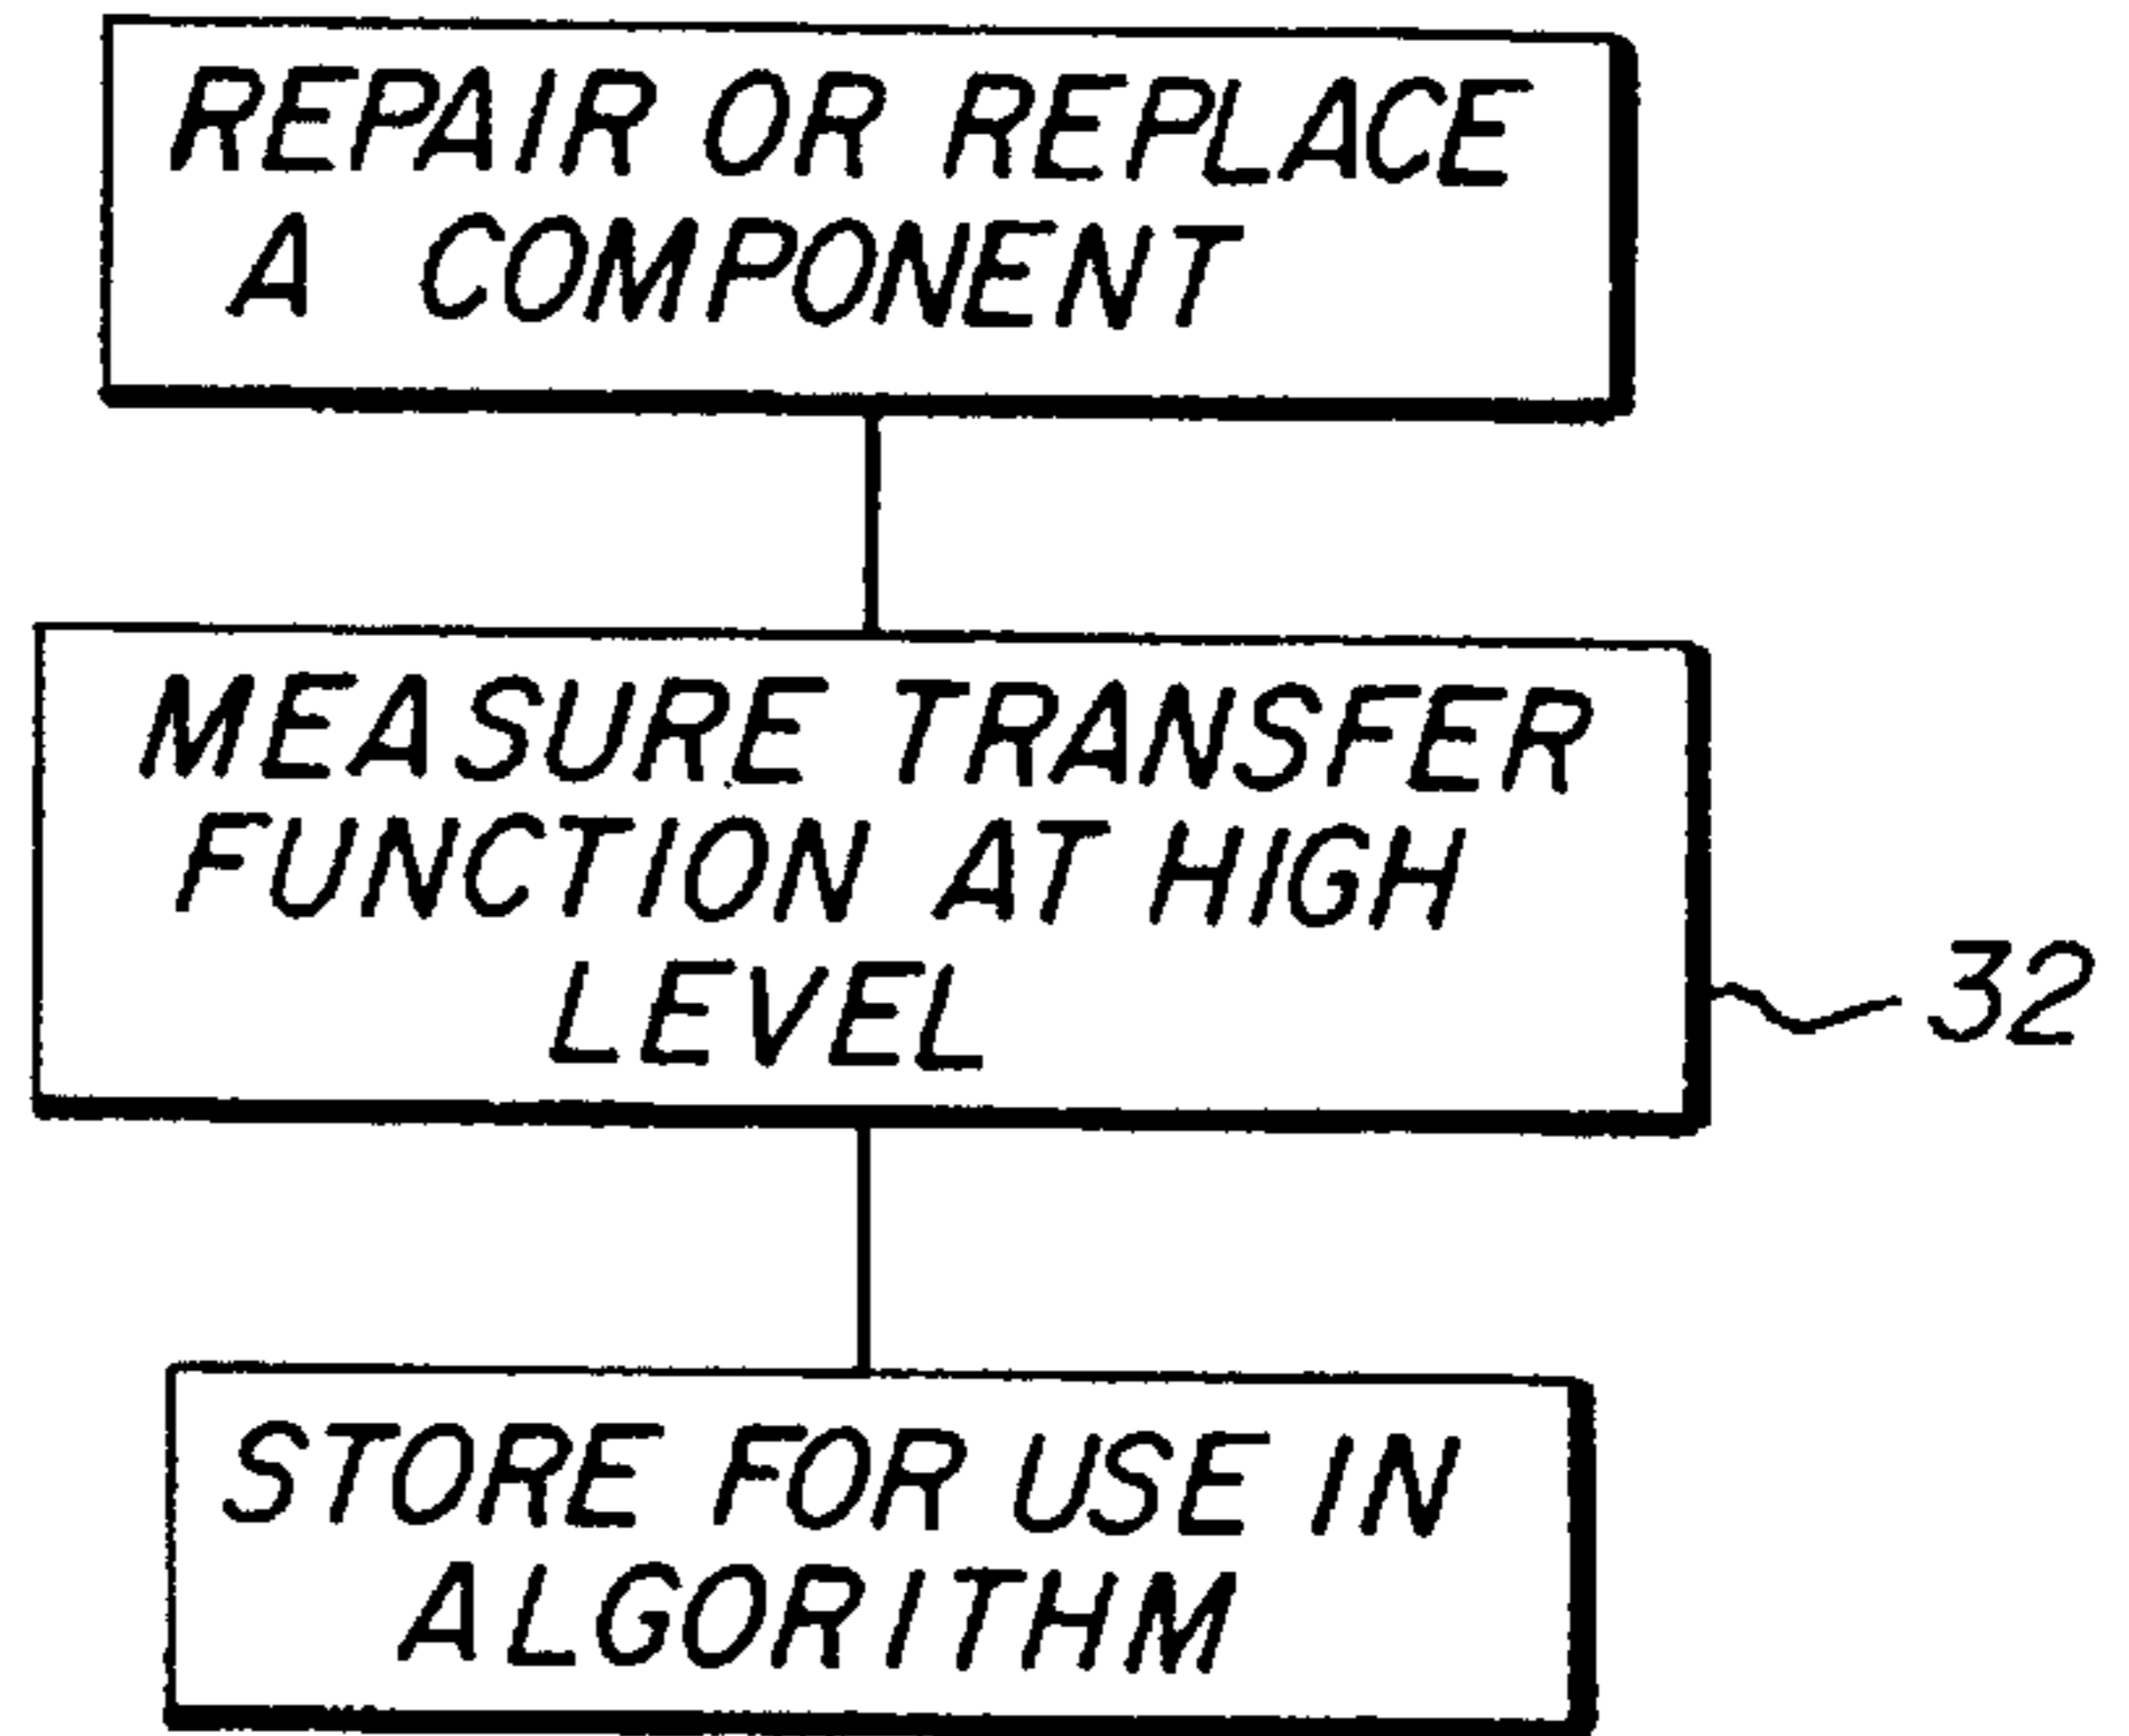 REPAIR OR REPLACE
A COMPONENT
MEASURE TRANSFER
FUNCTION AT HIGH
LEVEL
32
STORE FOR USE IN
ALGORITHM